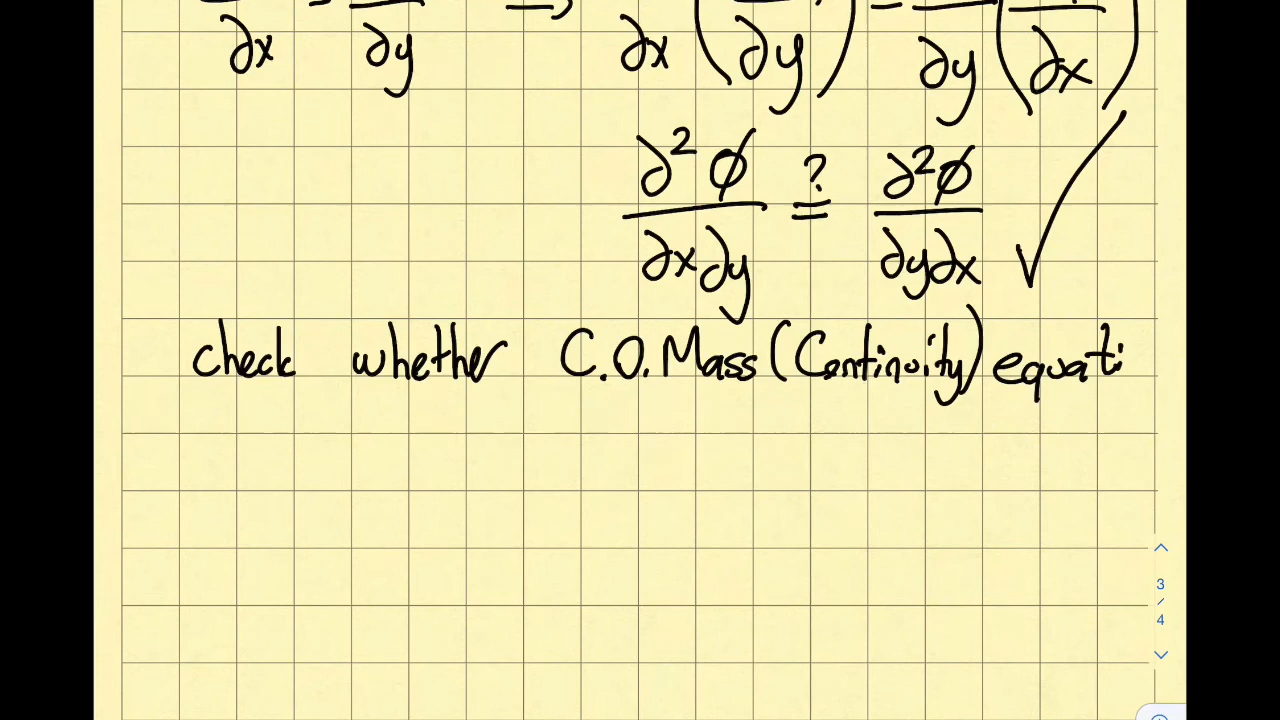 ∂x = ∂y ⇒ ∂x (∂y) = ∂y (∂x)
∂²φ/∂x∂y ?= ∂²φ/∂y∂x ✓
check whether C.O.Mass (Continuity) equati
3
/
4